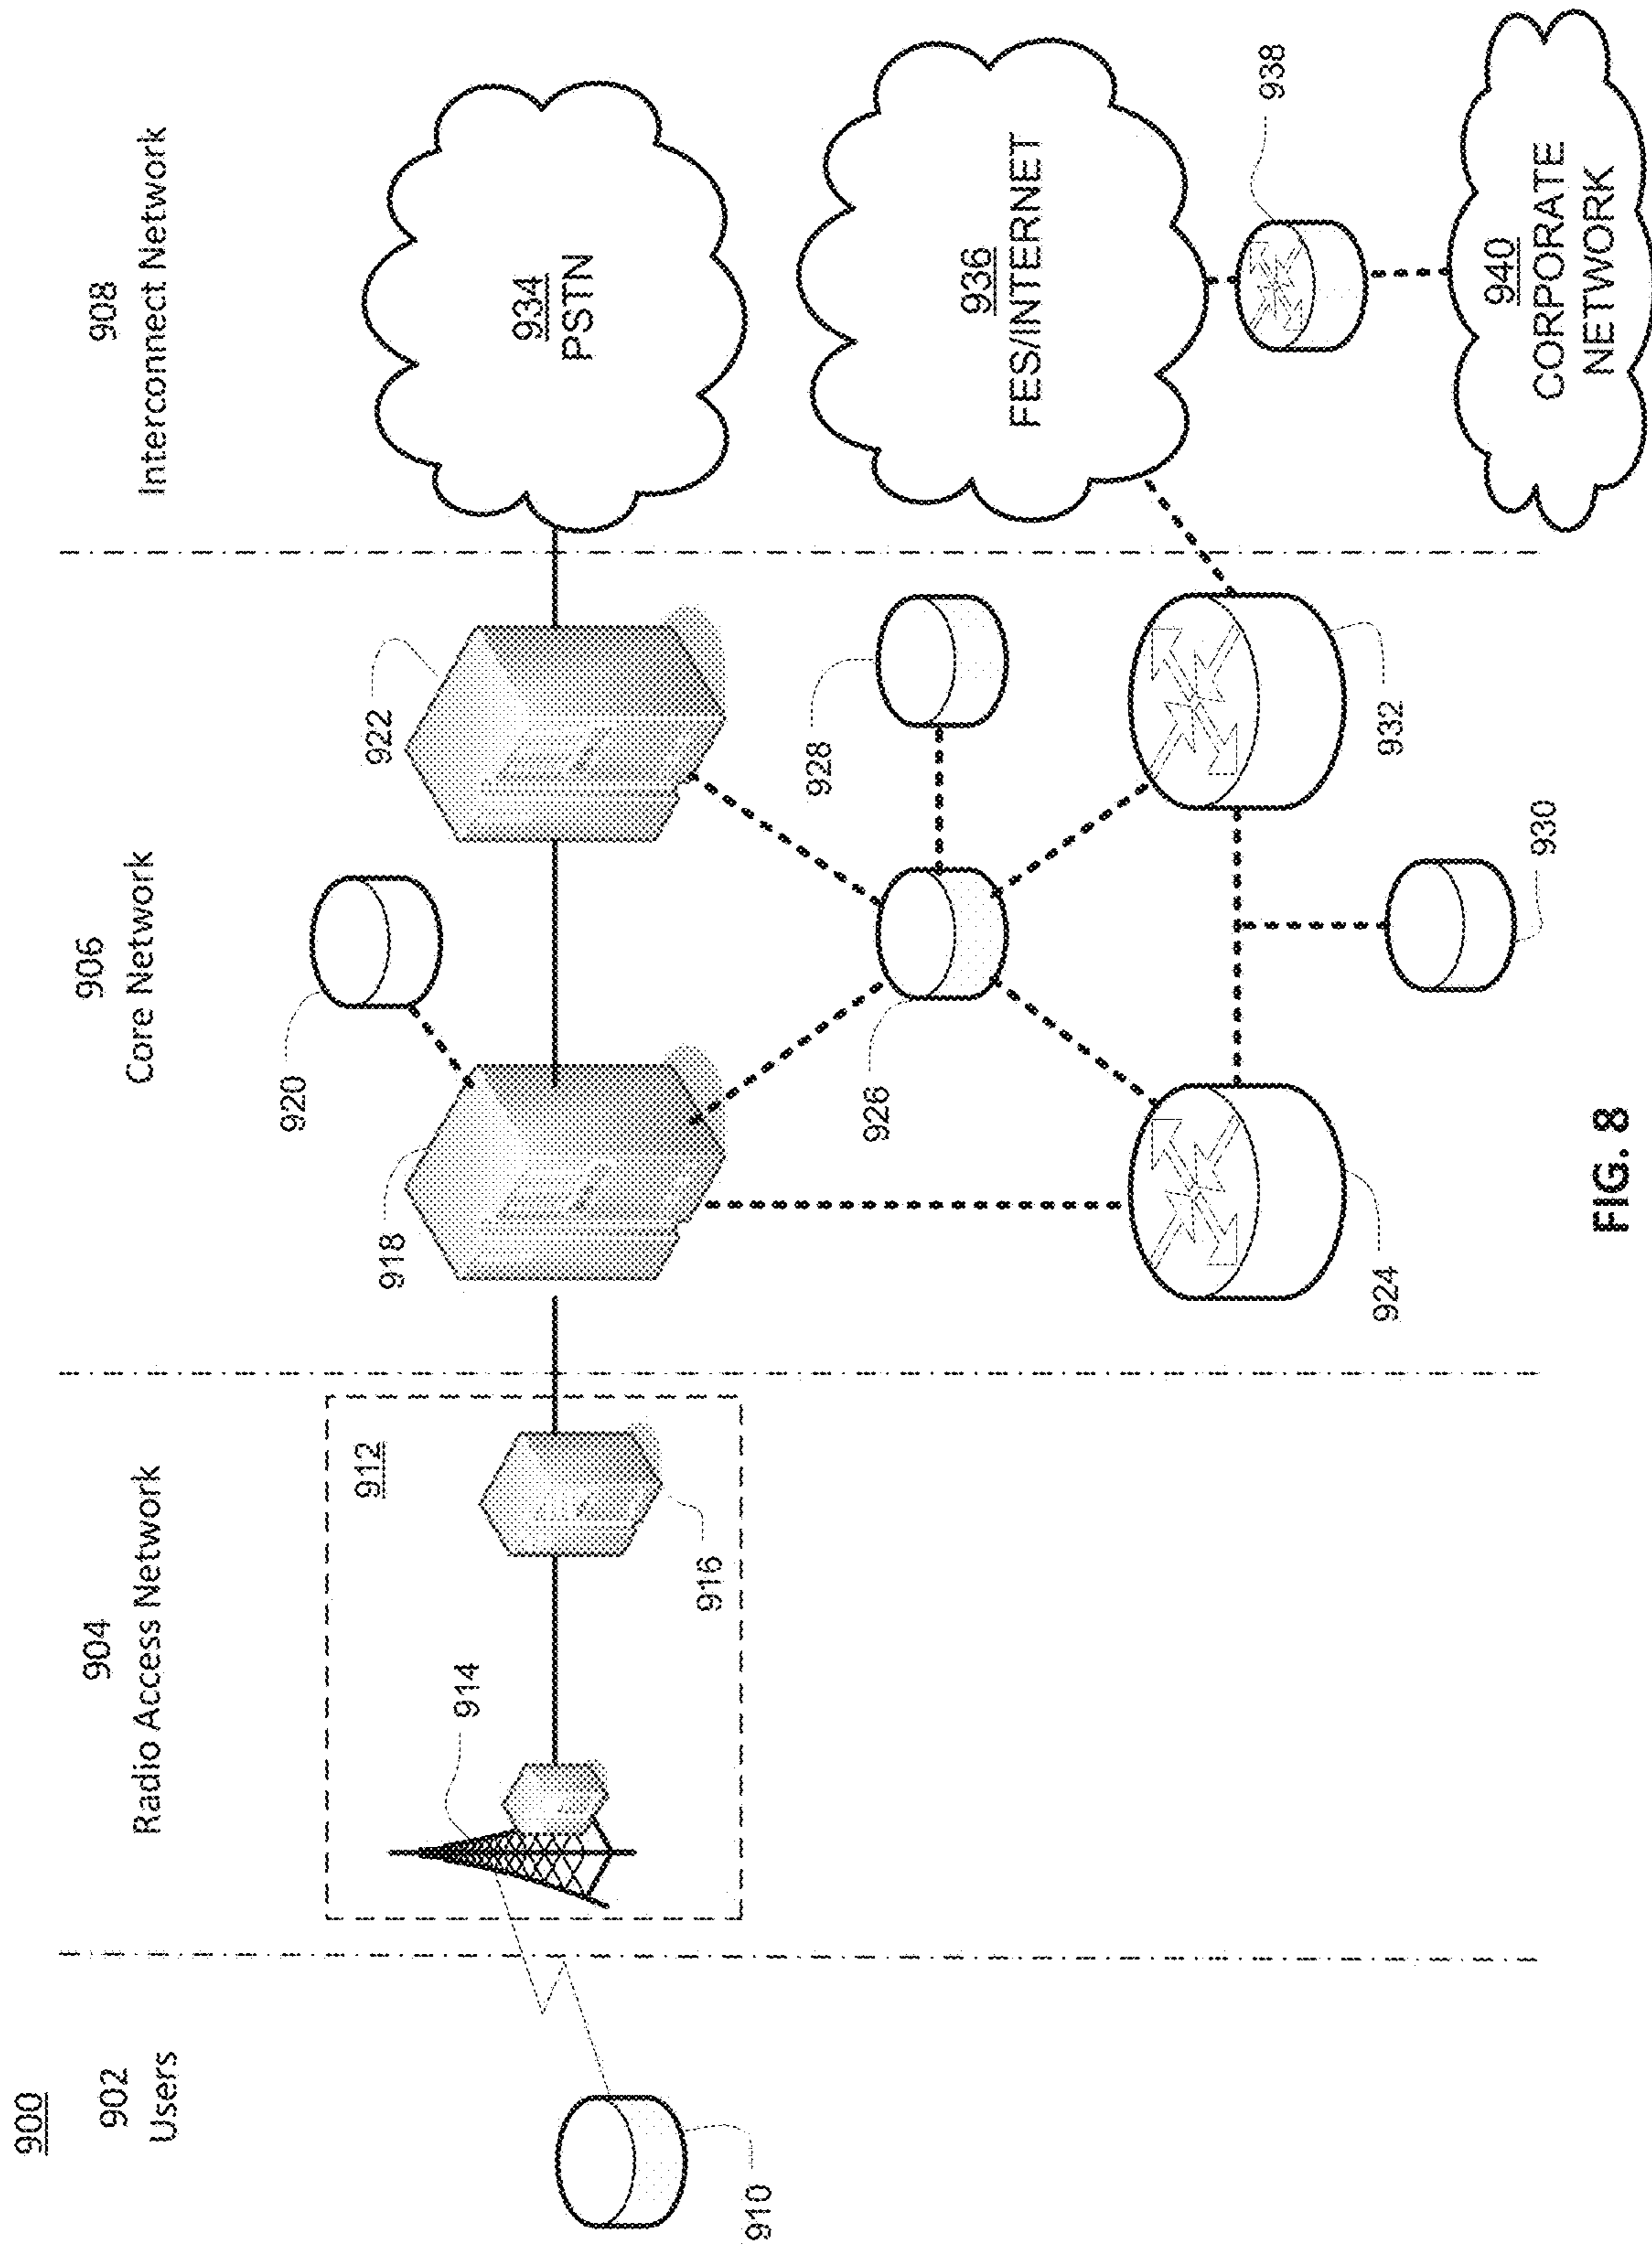 900
902
Users
904
Radio Access Network
906
Core Network
908
Interconnect Network
910
912
914
916
918
920
922
924
926
928
930
932
934
PSTN
936
FES/INTERNET
938
940
CORPORATE
NETWORK
FIG. 8